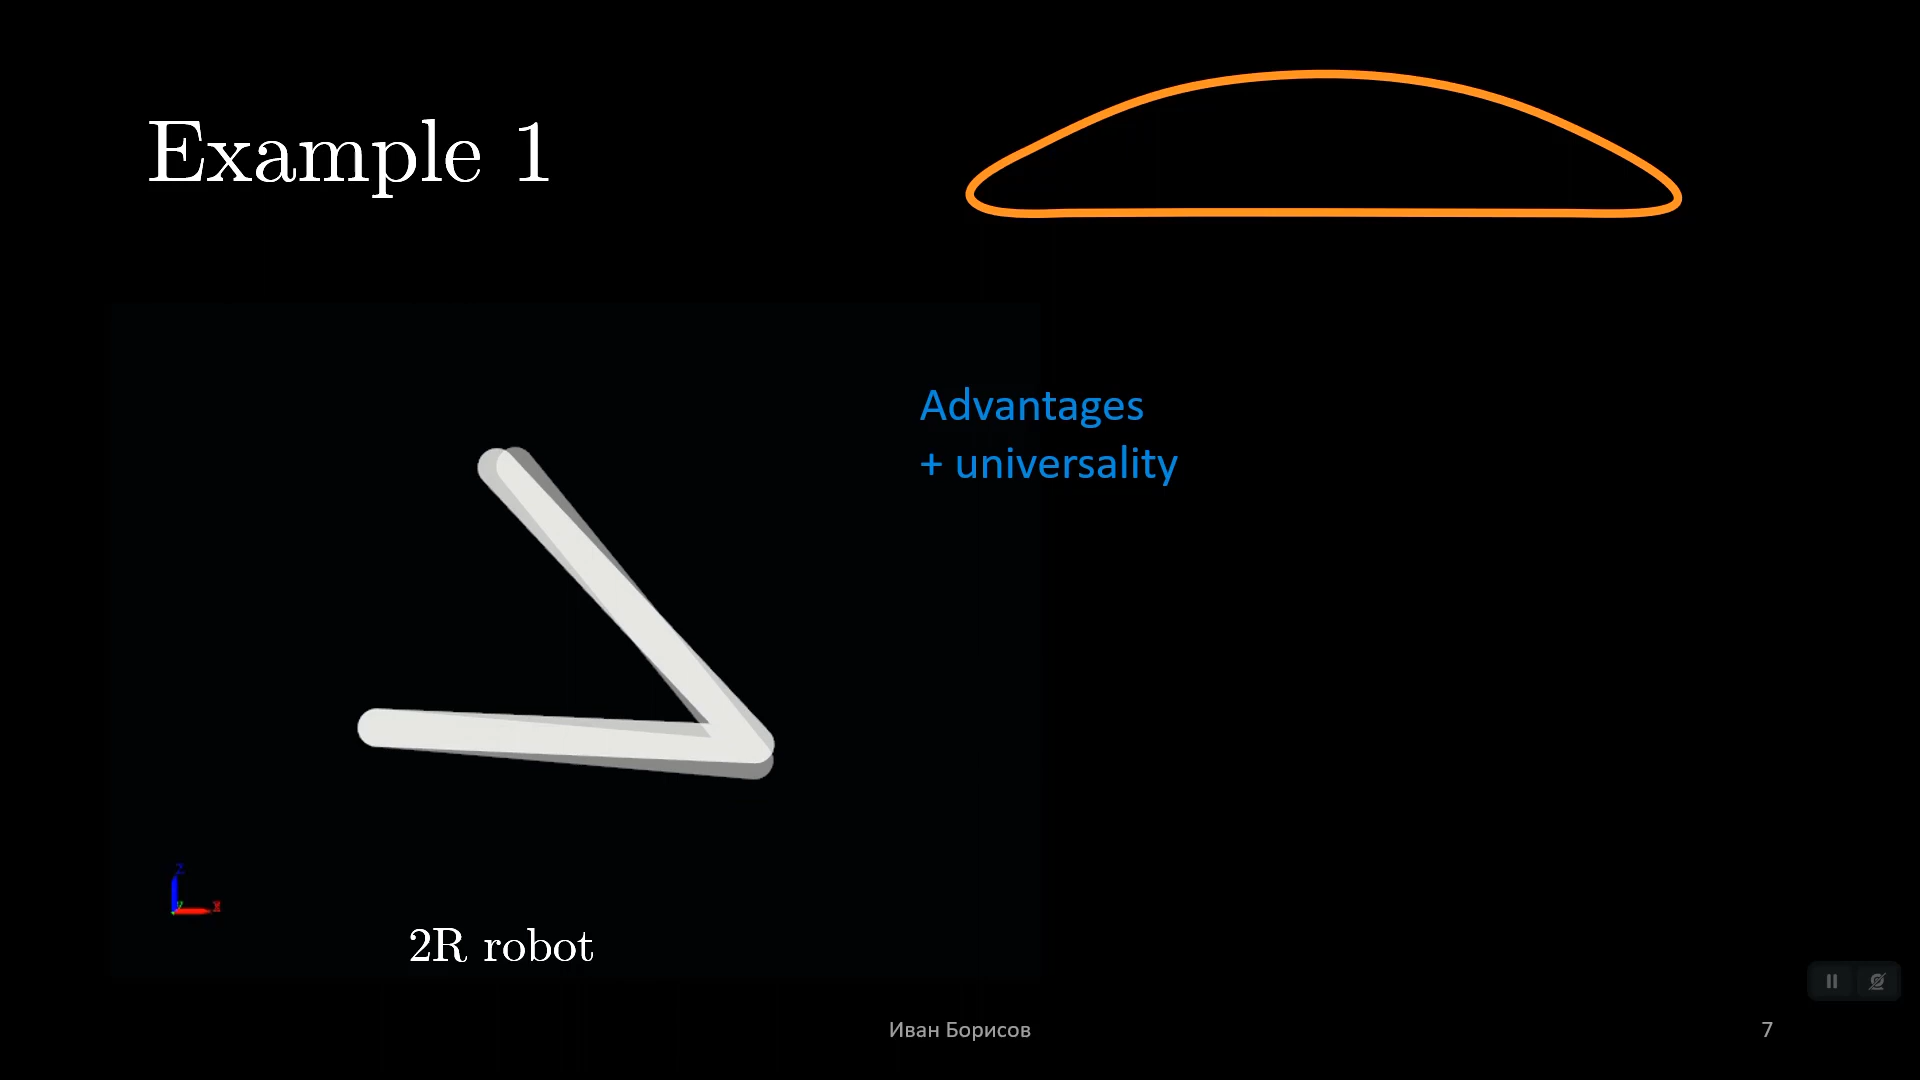 Example 1
Advantages
+ universality
z
y
x
2R robot
Иван Борисов
7